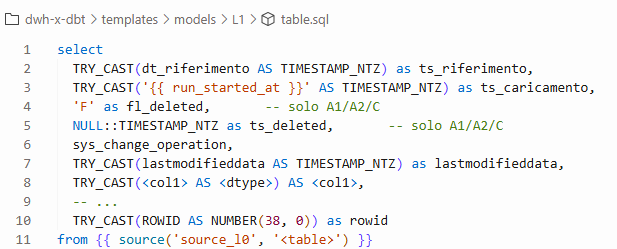 dwh-x-dbt > templates > models > L1 > table.sql
1 select
2 TRY_CAST(dt_riferimento AS TIMESTAMP_NTZ) as ts_riferimento,
3 TRY_CAST('{{ run_started_at }}' AS TIMESTAMP_NTZ) as ts_caricamento,
4 'F' as fl_deleted, -- solo A1/A2/C
5 NULL::TIMESTAMP_NTZ as ts_deleted, -- solo A1/A2/C
6 sys_change_operation,
7 TRY_CAST(lastmodifieddata AS TIMESTAMP_NTZ) as lastmodifieddata,
8 TRY_CAST(<col1> AS <dtype>) AS <col1>,
9 -- ...
10 TRY_CAST(ROWID AS NUMBER(38, 0)) as rowid
11 from {{ source('source_l0', '<table>') }}